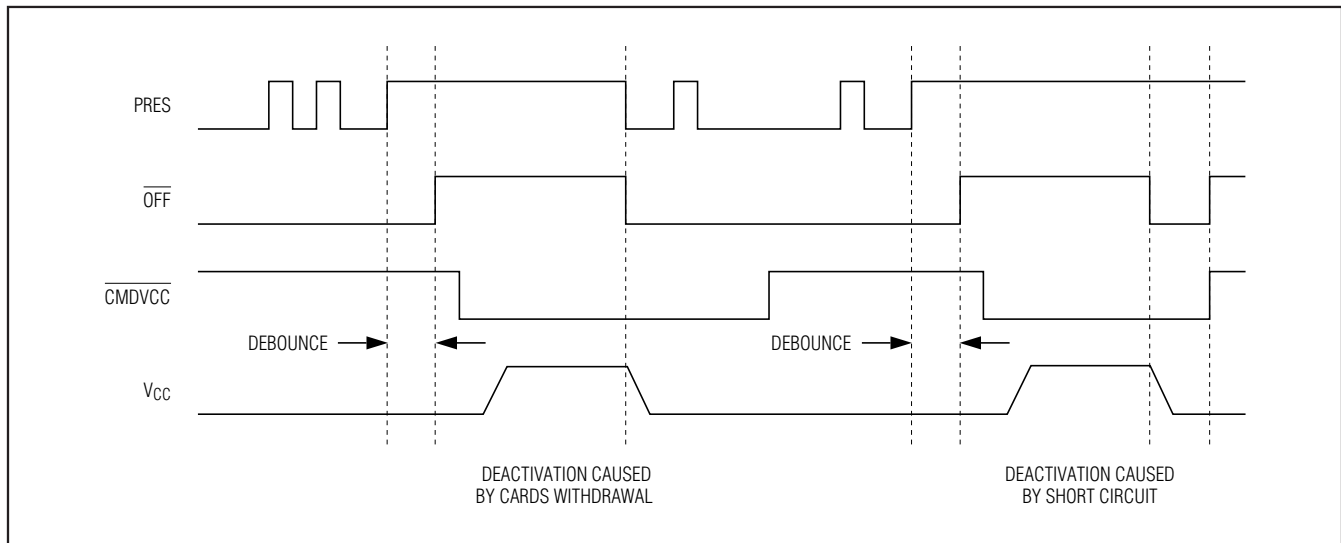 PRES
OFF
CMDVCC
DEBOUNCE
DEBOUNCE
VCC
DEACTIVATION CAUSED
BY CARDS WITHDRAWAL
DEACTIVATION CAUSED
BY SHORT CIRCUIT